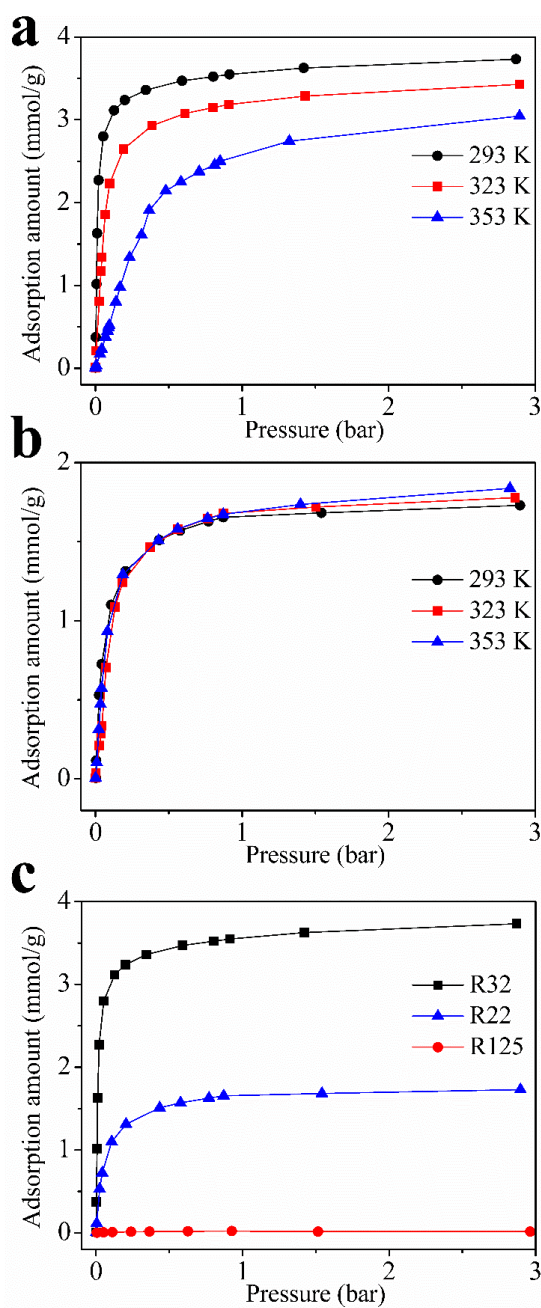 a
Adsorption amount (mmol/g)
4
3
2
1
0
293 K
323 K
353 K
0
1
2
3
Pressure (bar)
b
Adsorption amount (mmol/g)
2
1
0
293 K
323 K
353 K
0
1
2
3
Pressure (bar)
c
Adsorption amount (mmol/g)
4
3
2
1
0
R32
R22
R125
0
1
2
3
Pressure (bar)